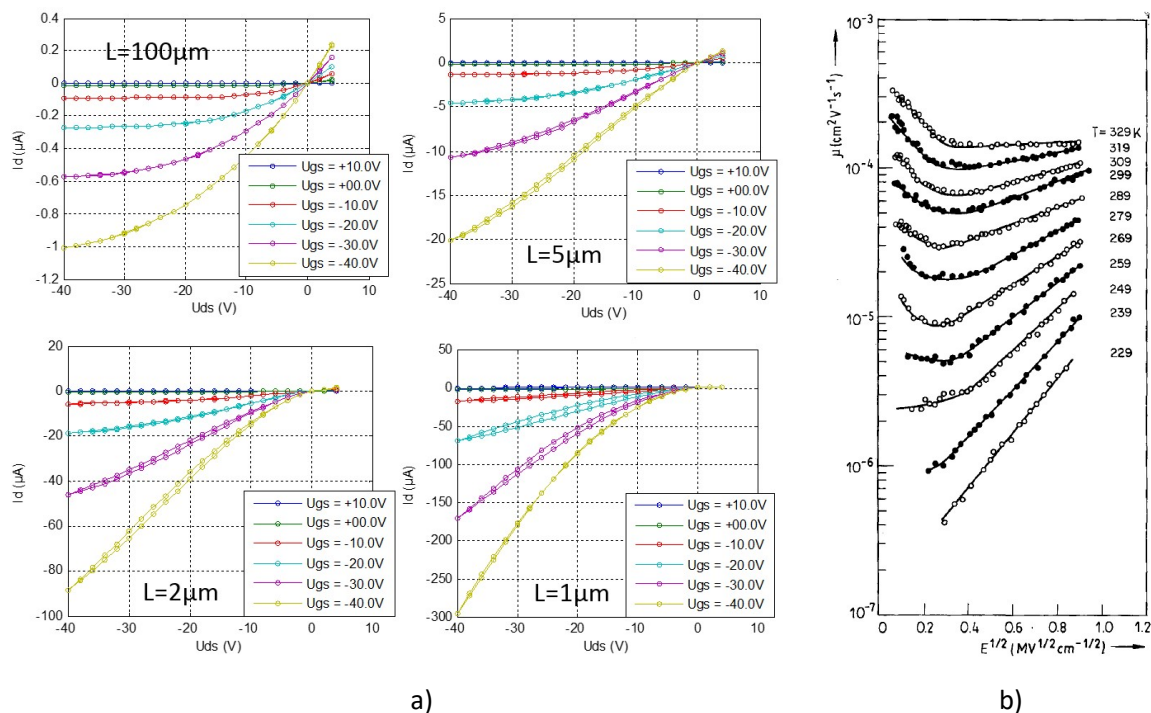 0.4
0.2
0
-0.2
-0.4
-0.6
-0.8
-1
-1.2
-40
-30
-20
-10
0
10
Id (µA)
Uds (V)
L=100µm
Ugs = +10.0V
Ugs = +00.0V
Ugs = -10.0V
Ugs = -20.0V
Ugs = -30.0V
Ugs = -40.0V
5
0
-5
-10
-15
-20
-25
-40
-30
-20
-10
0
10
Id (µA)
Uds (V)
L=5µm
Ugs = +10.0V
Ugs = +00.0V
Ugs = -10.0V
Ugs = -20.0V
Ugs = -30.0V
Ugs = -40.0V
20
0
-20
-40
-60
-80
-100
-40
-30
-20
-10
0
10
Id (µA)
Uds (V)
L=2µm
Ugs = +10.0V
Ugs = +00.0V
Ugs = -10.0V
Ugs = -20.0V
Ugs = -30.0V
Ugs = -40.0V
50
0
-50
-100
-150
-200
-250
-300
-40
-30
-20
-10
0
10
Id (µA)
Uds (V)
L=1µm
Ugs = +10.0V
Ugs = +00.0V
Ugs = -10.0V
Ugs = -20.0V
Ugs = -30.0V
Ugs = -40.0V
a)
10⁻³
10⁻⁴
10⁻⁵
10⁻⁶
10⁻⁷
µ (cm²V⁻¹s⁻¹)
T = 329 K
319
309
299
289
279
269
259
249
239
229
0
0.2
0.4
0.6
0.8
1.0
1.2
E^1/2 (MV^1/2 cm^-1/2)
b)